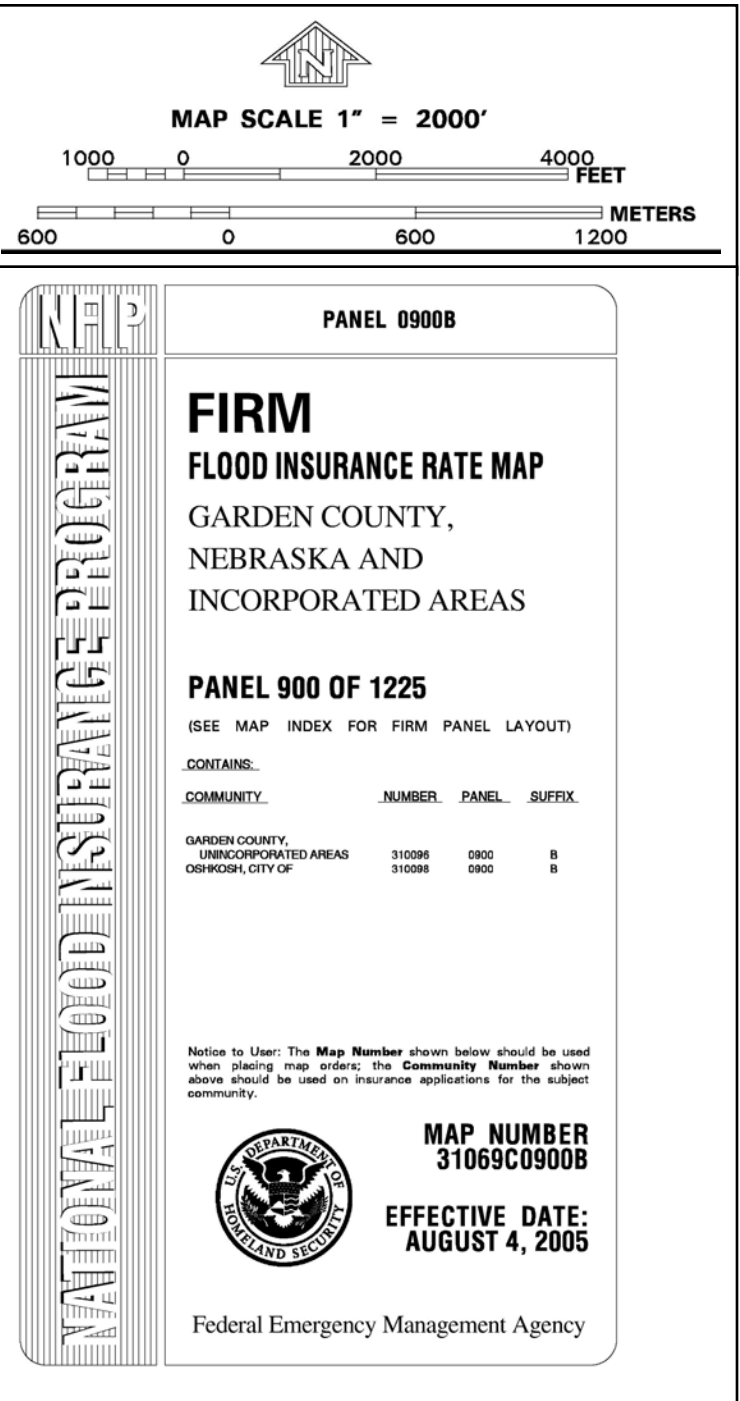 N
MAP SCALE 1" = 2000'
1000 0 2000 4000
FEET
METERS
600 0 600 1200
NFIP
PANEL 0900B
NATIONAL FLOOD INSURANCE PROGRAM
FIRM
FLOOD INSURANCE RATE MAP
GARDEN COUNTY,
NEBRASKA AND
INCORPORATED AREAS
PANEL 900 OF 1225
(SEE MAP INDEX FOR FIRM PANEL LAYOUT)
CONTAINS:
COMMUNITY NUMBER PANEL SUFFIX
GARDEN COUNTY,
UNINCORPORATED AREAS 310096 0900 B
OSHKOSH, CITY OF 310098 0900 B
Notice to User: The Map Number shown below should be used
when placing map orders; the Community Number shown
above should be used on insurance applications for the subject
community.
U.S. DEPARTMENT OF HOMELAND SECURITY
MAP NUMBER
31069C0900B
EFFECTIVE DATE:
AUGUST 4, 2005
Federal Emergency Management Agency